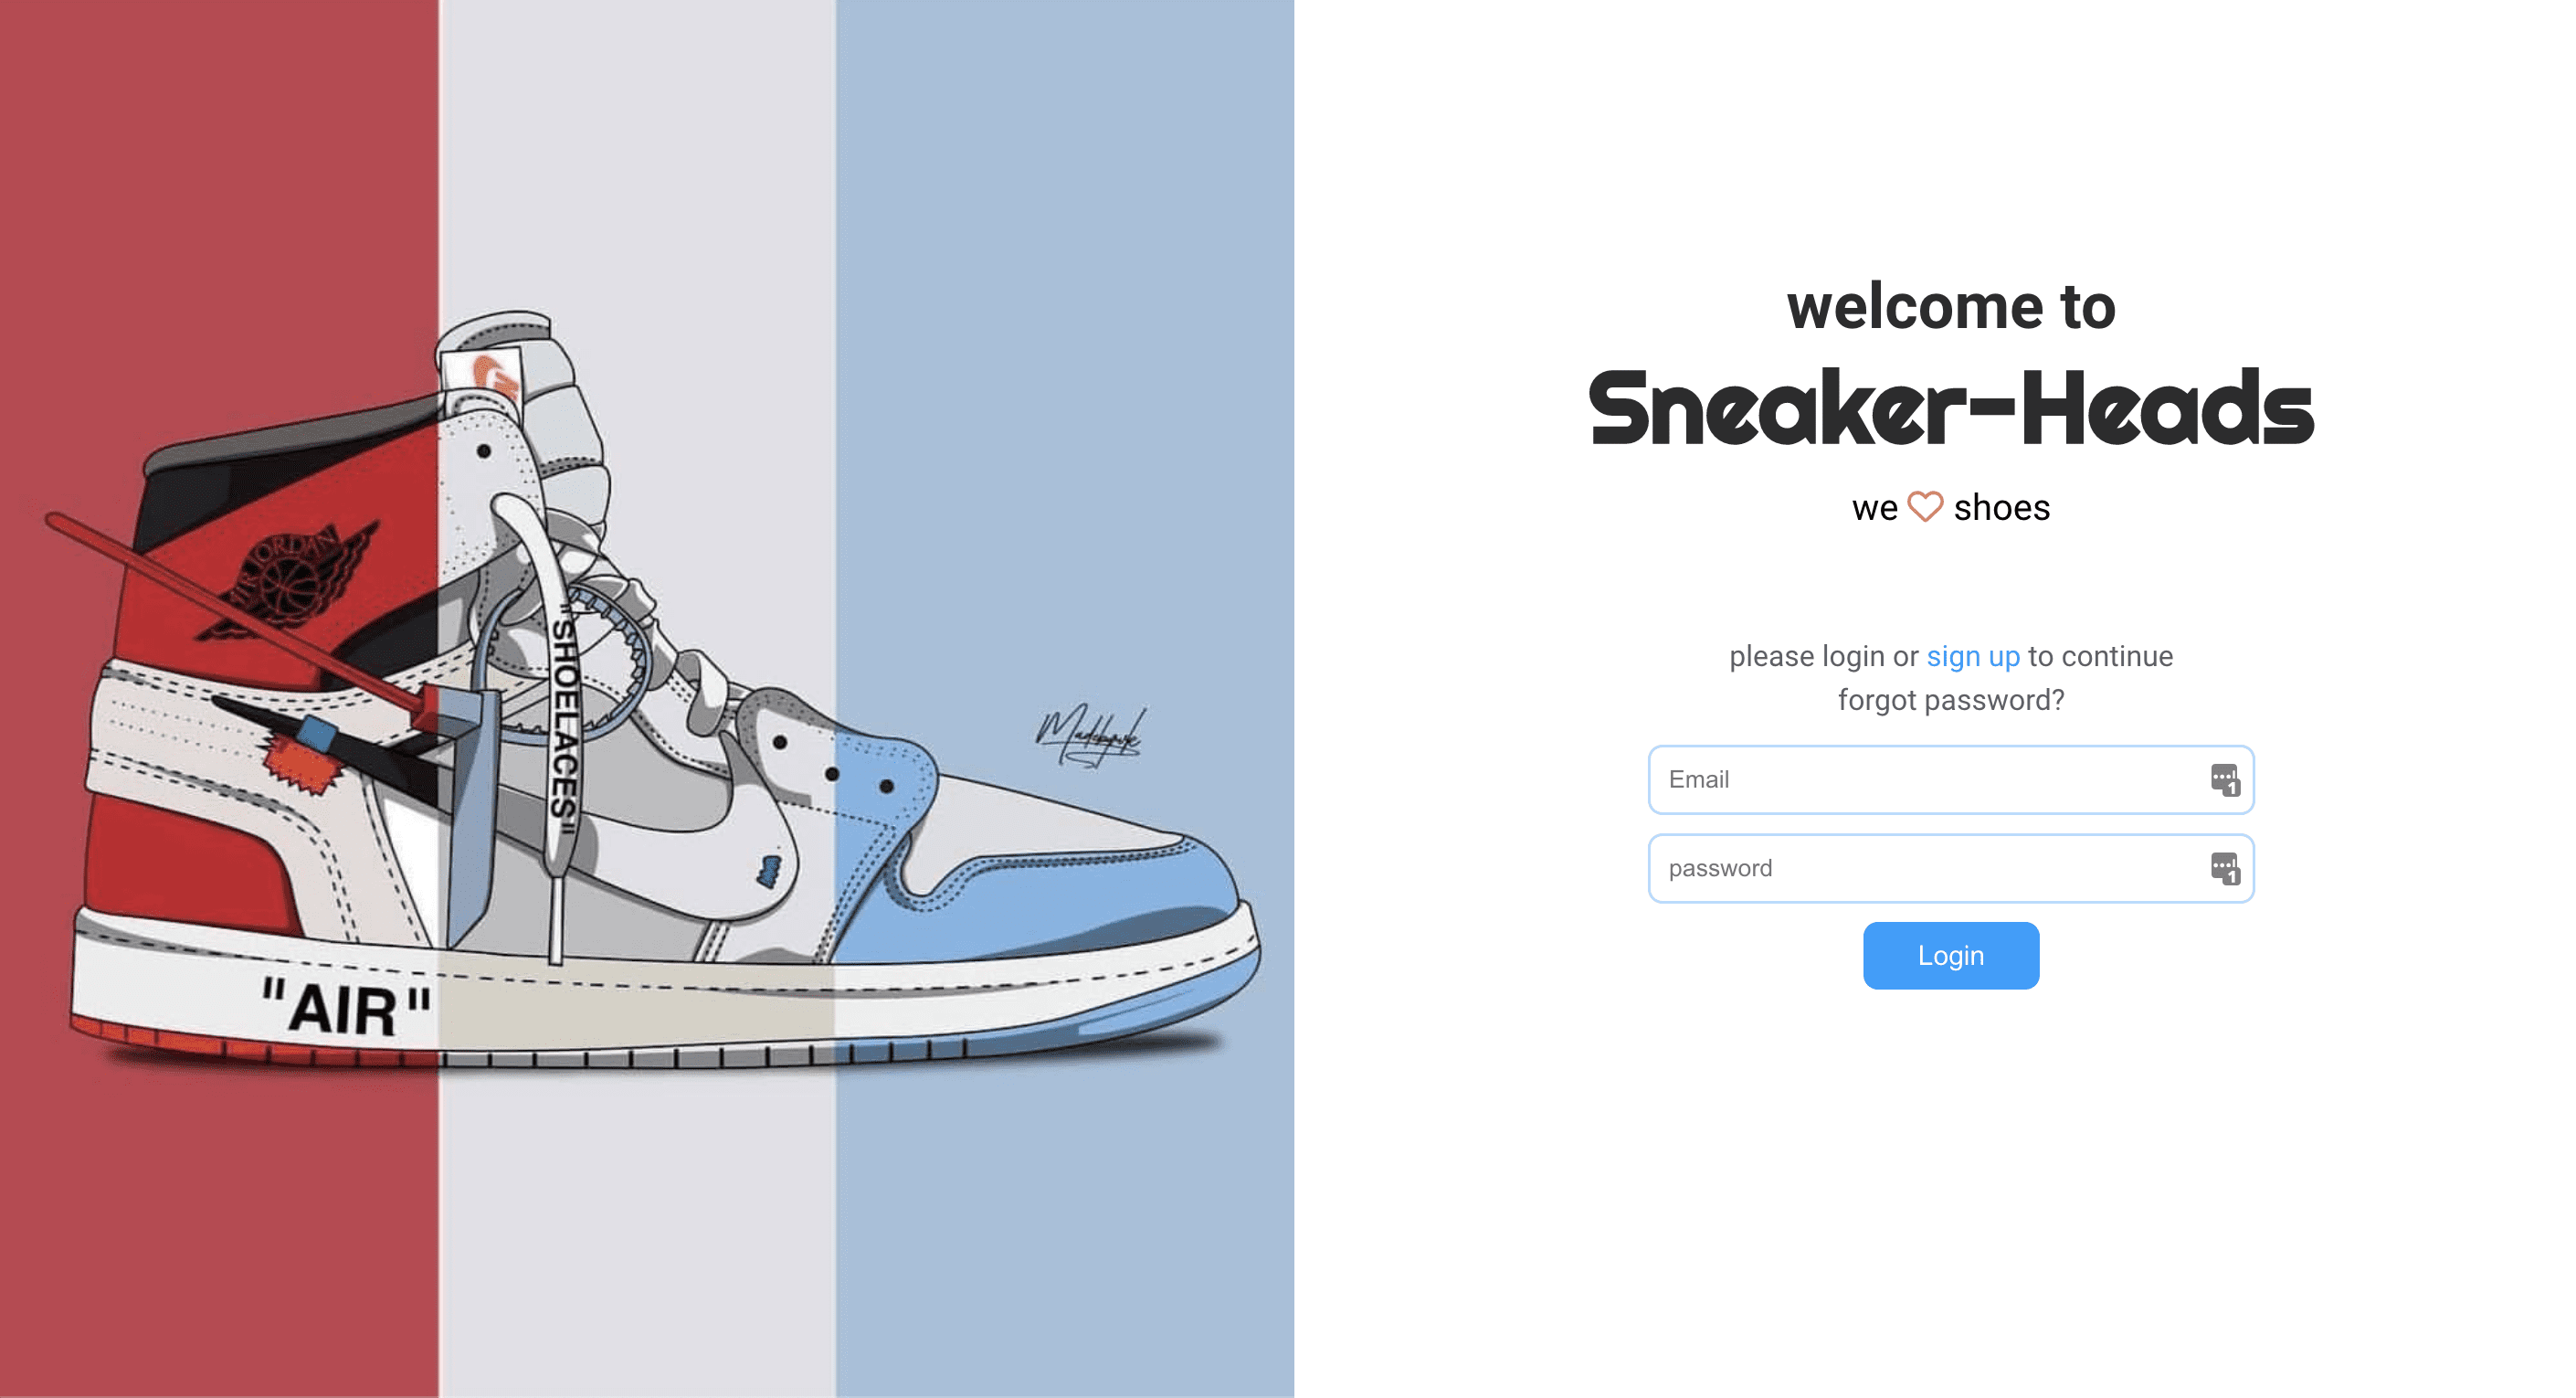 AIR JORDAN
"SHOELACES"
"AIR"
welcome to
Sneaker-Heads
we shoes
please login or sign up to continue
forgot password?
Email
password
Login